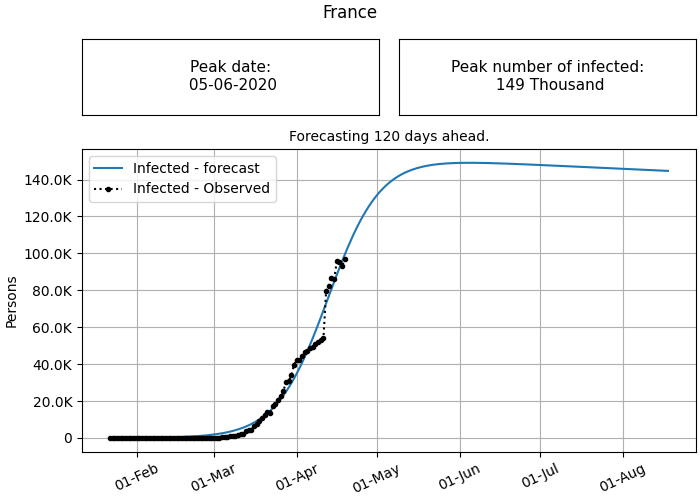 France
Peak date:
05-06-2020
Peak number of infected:
149 Thousand
Forecasting 120 days ahead.
Infected - forecast
Infected - Observed
Persons
140.0K
120.0K
100.0K
80.0K
60.0K
40.0K
20.0K
0
01-Feb
01-Mar
01-Apr
01-May
01-Jun
01-Jul
01-Aug